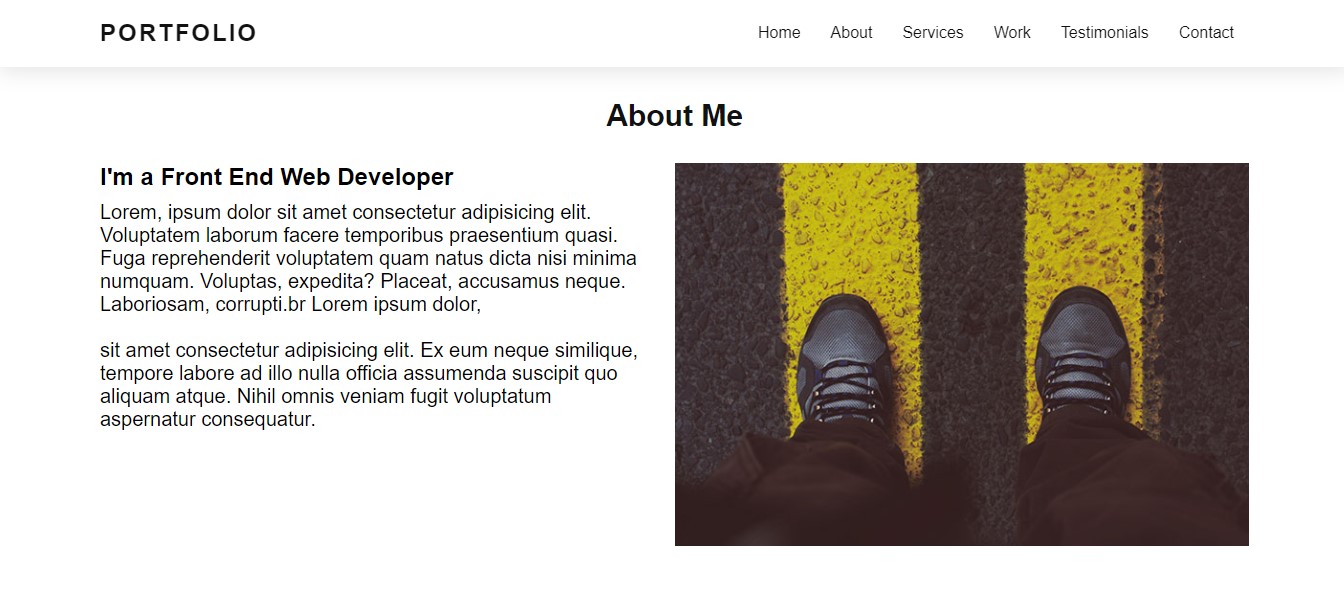 PORTFOLIO
Home About Services Work Testimonials Contact
About Me
I'm a Front End Web Developer
Lorem, ipsum dolor sit amet consectetur adipisicing elit.
Voluptatem laborum facere temporibus praesentium quasi.
Fuga reprehenderit voluptatem quam natus dicta nisi minima
numquam. Voluptas, expedita? Placeat, accusamus neque.
Laboriosam, corrupti.br Lorem ipsum dolor,
sit amet consectetur adipisicing elit. Ex eum neque similique,
tempore labore ad illo nulla officia assumenda suscipit quo
aliquam atque. Nihil omnis veniam fugit voluptatum
aspernatur consequatur.